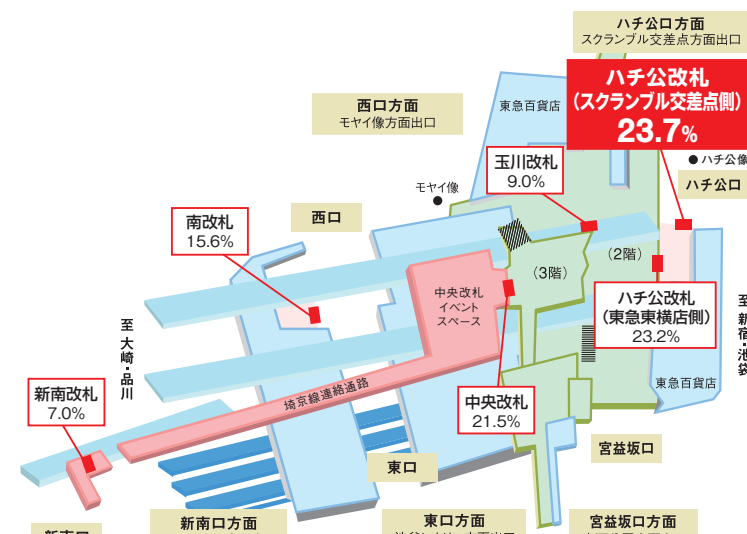 ハチ公口方面
スクランブル交差点方面出口
西口方面
モヤイ像方面出口
東急百貨店
ハチ公改札
(スクランブル交差点側)
23.7%
ハチ公像
ハチ公口
玉川改札
9.0%
モヤイ像
西口
南改札
15.6%
(3階)
(2階)
中央改札
イベント
スペース
ハチ公改札
(東急東横店側)
23.2%
至 新宿・池袋
至 大崎・品川
東急百貨店
埼京線連絡通路
新南改札
7.0%
中央改札
21.5%
宮益坂口
東口
新南口
新南口方面
東口方面
宮益坂口方面